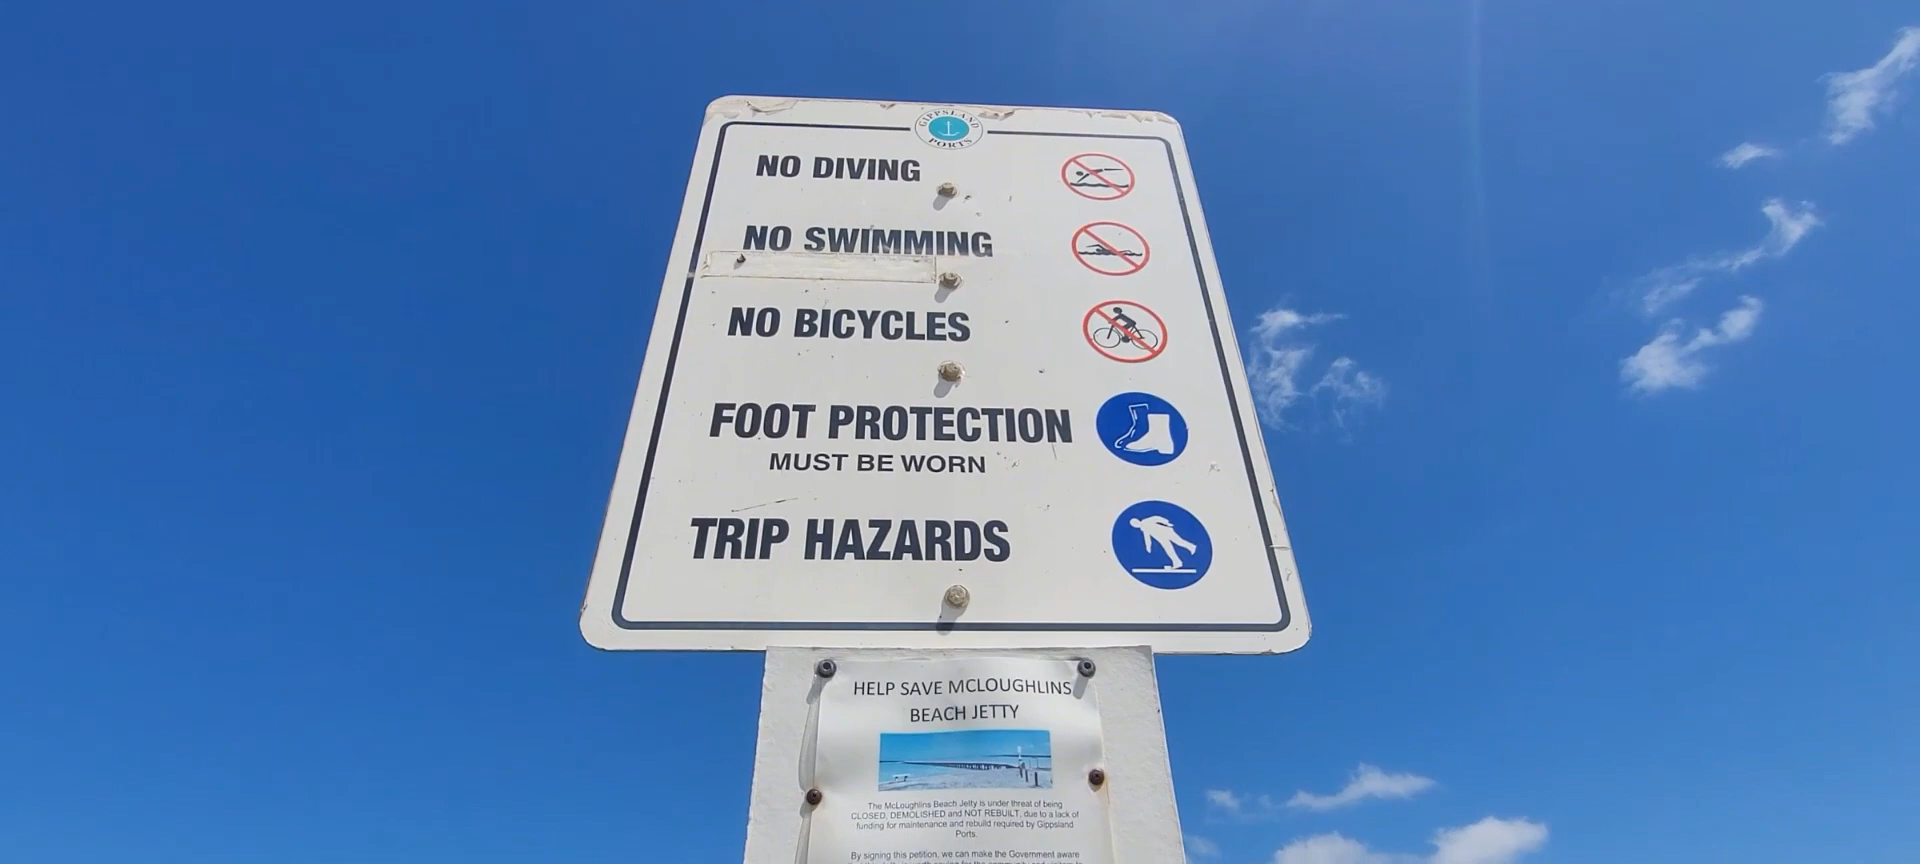 GIPPSLAND
PORTS
NO DIVING
NO SWIMMING
NO BICYCLES
FOOT PROTECTION
MUST BE WORN
TRIP HAZARDS
HELP SAVE MCLOUGHLINS
BEACH JETTY
The McLoughlins Beach Jetty is under threat of being
CLOSED, DEMOLISHED and NOT REBUILT, due to a lack of
funding for maintenance and rebuild required by Gippsland
Ports.
By signing this petition, we can make the Government aware